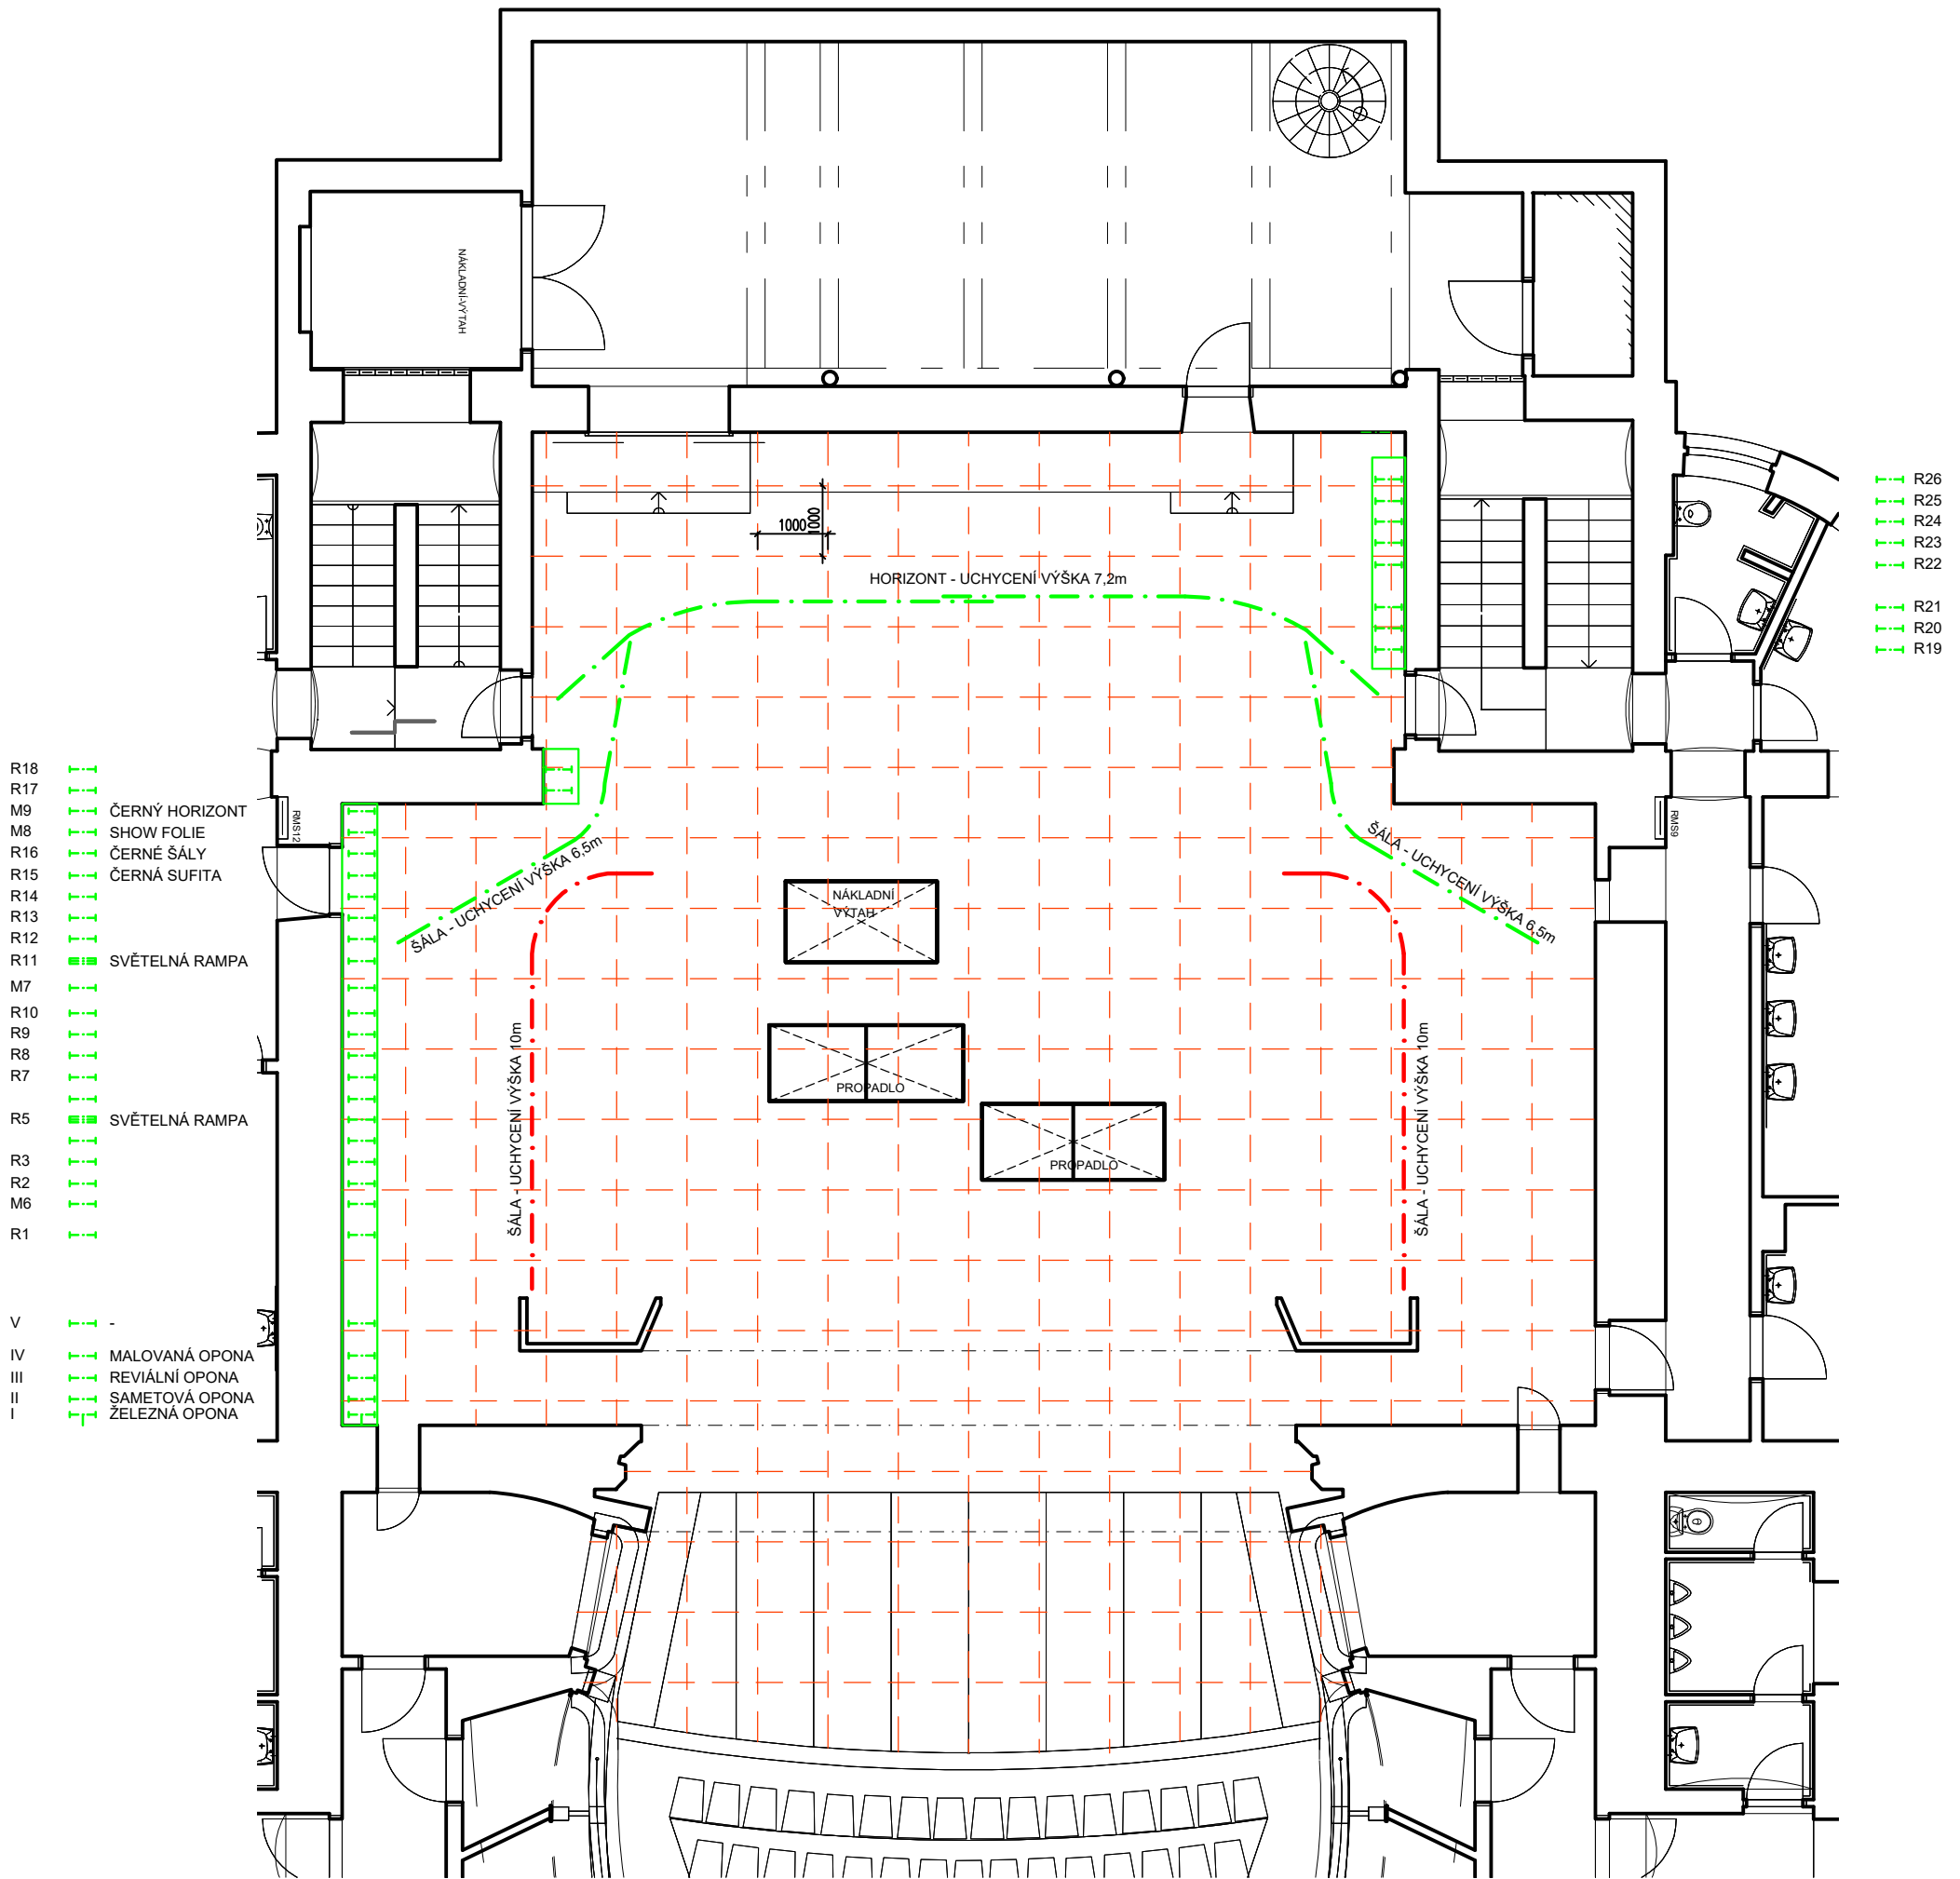 NÁKLADNÍ-VÝTAH
R26
R25
1000
1000
R24
R23
R22
HORIZONT - UCHYCENÍ VÝŠKA 7,2m
R21
R20
R19
R18
R17
M9 ČERNÝ HORIZONT
M8 SHOW FOLIE
R16 ČERNÉ ŠÁLY
R15 ČERNÁ SUFITA
R14
R13
R12
R11 SVĚTELNÁ RAMPA
M7
R10
R9
R8
R7
R5 SVĚTELNÁ RAMPA
R3
R2
M6
R1
V -
IV MALOVANÁ OPONA
III REVIÁLNÍ OPONA
II SAMETOVÁ OPONA
I ŽELEZNÁ OPONA
RMS12
RMS9
ŠÁLA - UCHYCENÍ VÝŠKA 6,5m
ŠÁLA - UCHYCENÍ VÝŠKA 6,5m
NÁKLADNÍ
VÝTAH
ŠÁLA - UCHYCENÍ VÝŠKA 10m
ŠÁLA - UCHYCENÍ VÝŠKA 10m
PROPADLO
PROPADLO